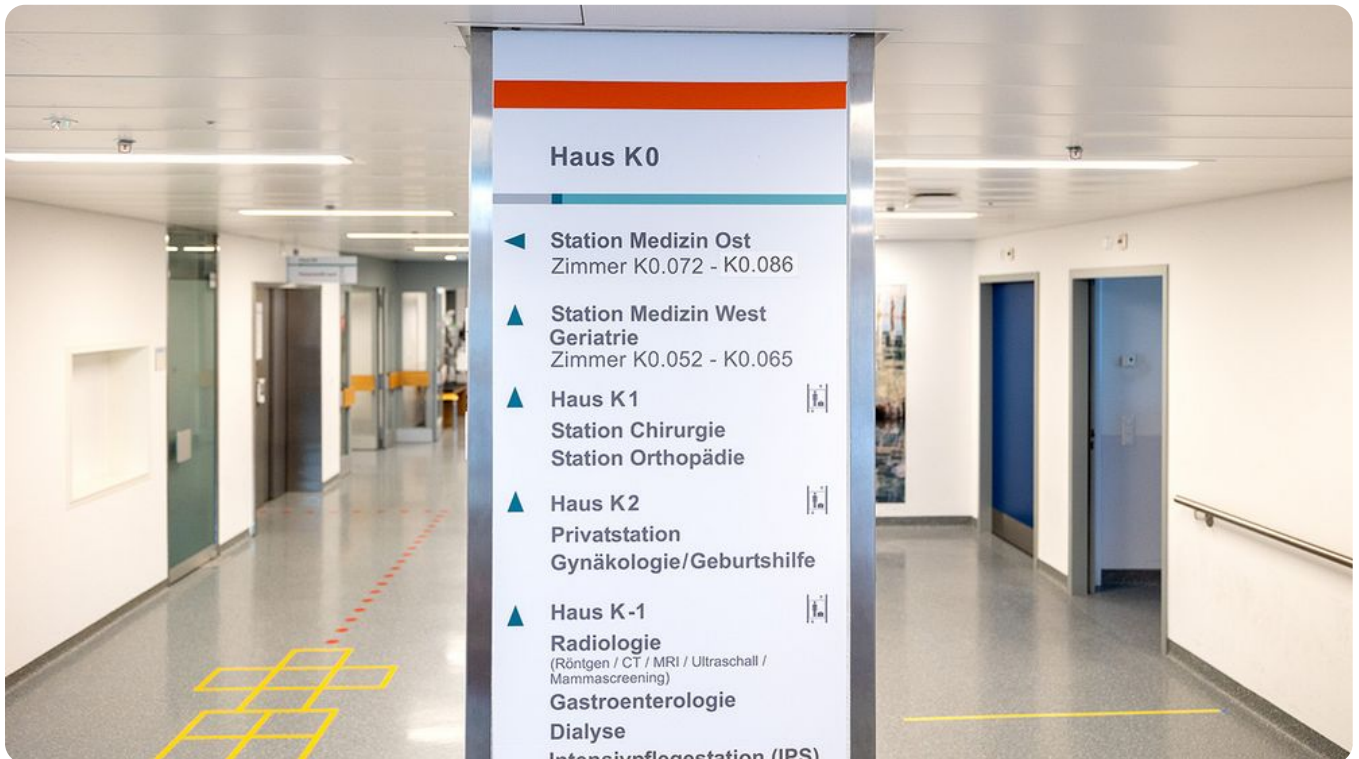 Haus K0
Station Medizin Ost
Zimmer K0.072 - K0.086
Station Medizin West
Geriatrie
Zimmer K0.052 - K0.065
Haus K1
Station Chirurgie
Station Orthopädie
Haus K2
Privatstation
Gynäkologie/Geburtshilfe
Haus K-1
Radiologie
(Röntgen / CT / MRI / Ultraschall /
Mammascreening)
Gastroenterologie
Dialyse
Intensivpflegestation (IPS)